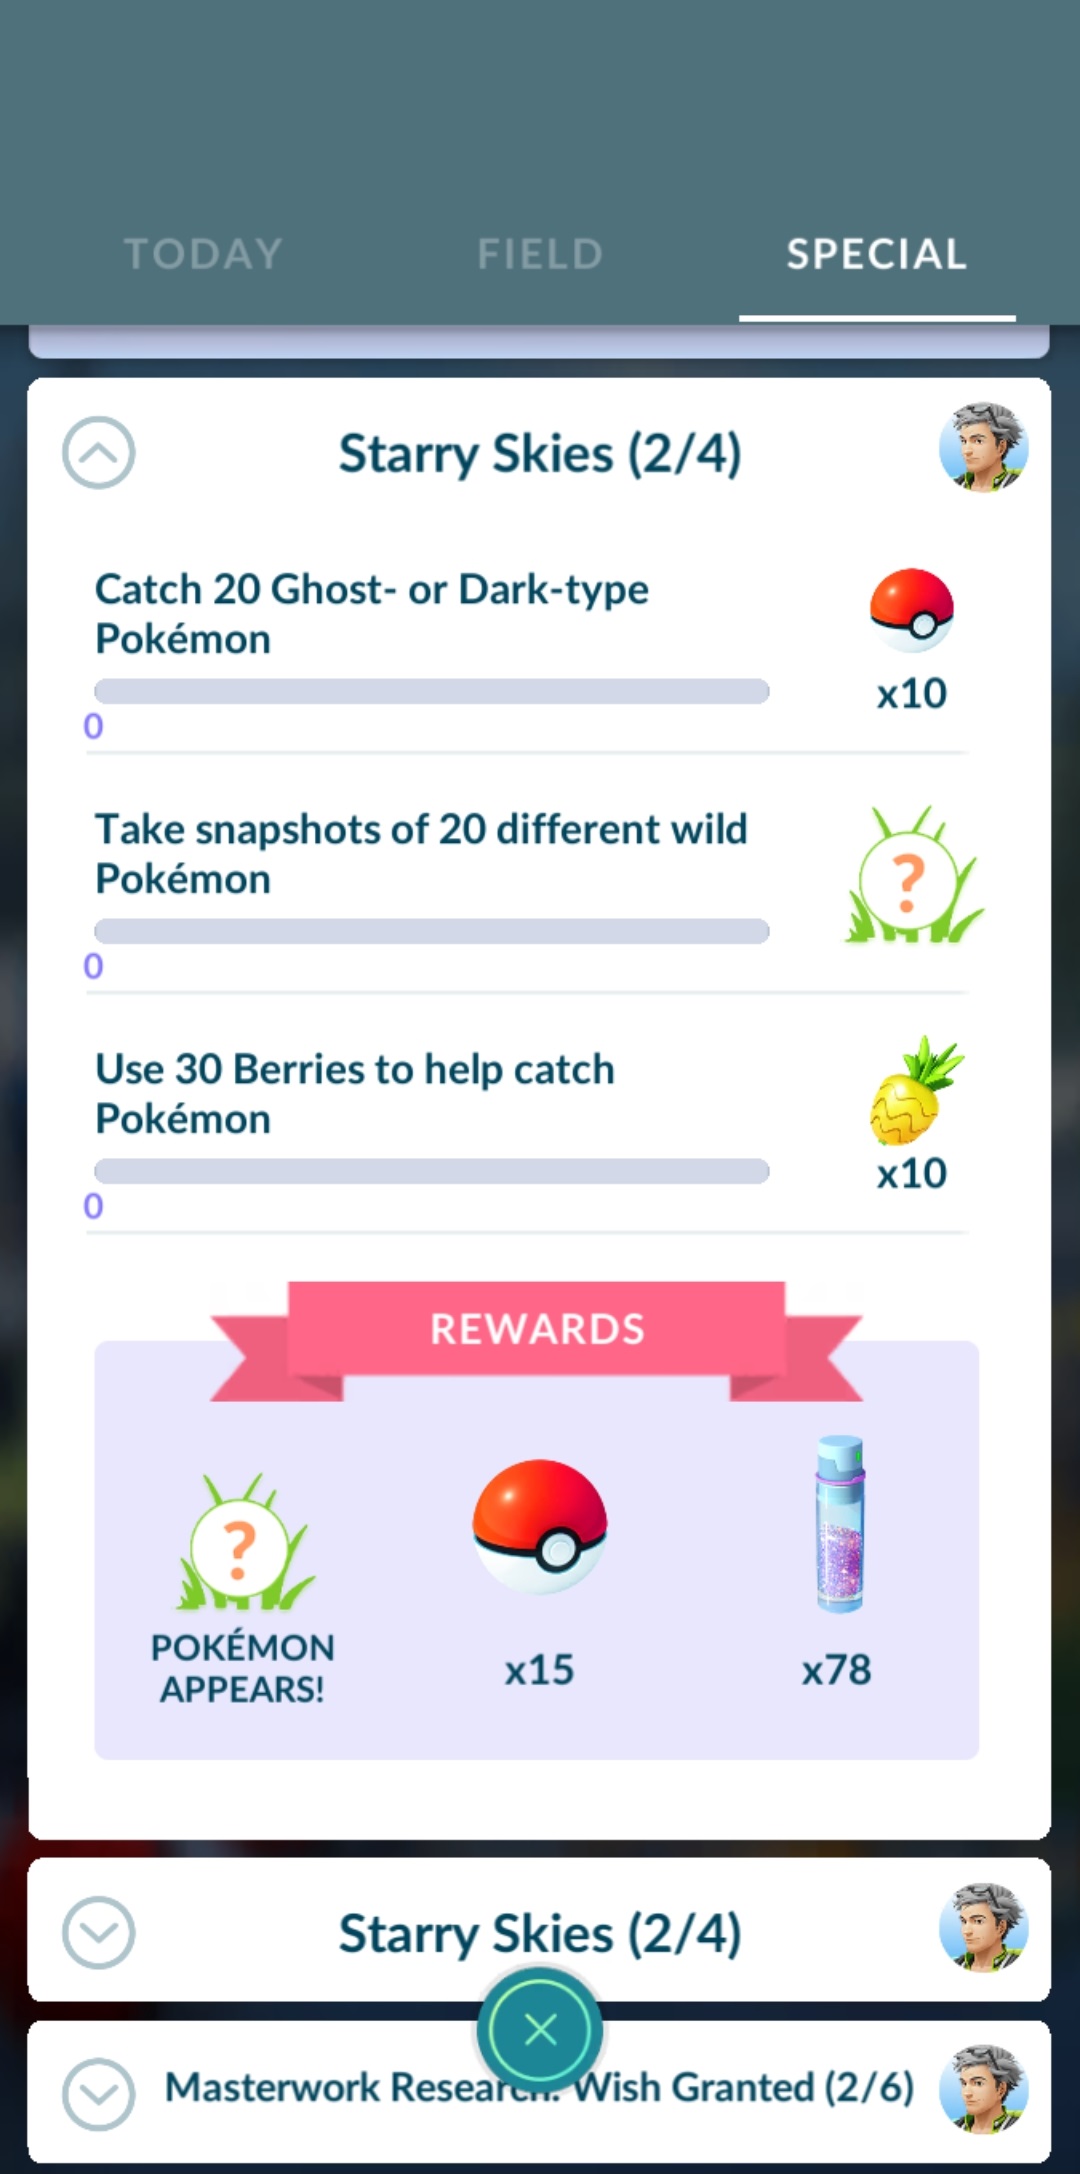 TODAY FIELD SPECIAL
Starry Skies (2/4)
Catch 20 Ghost- or Dark-type
Pokémon
x10
0
Take snapshots of 20 different wild
Pokémon
?
0
Use 30 Berries to help catch
Pokémon
x10
0
REWARDS
?
POKÉMON
APPEARS!
x15
x78
Starry Skies (2/4)
Masterwork Research: Wish Granted (2/6)